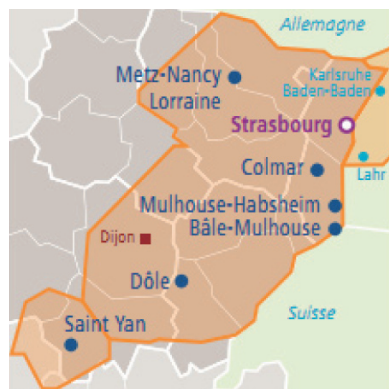 Allemagne
Metz-Nancy
Lorraine
Karlsruhe
Baden-Baden
Strasbourg
Colmar
Lahr
Mulhouse-Habsheim
Bâle-Mulhouse
Dijon
Dôle
Suisse
Saint Yan